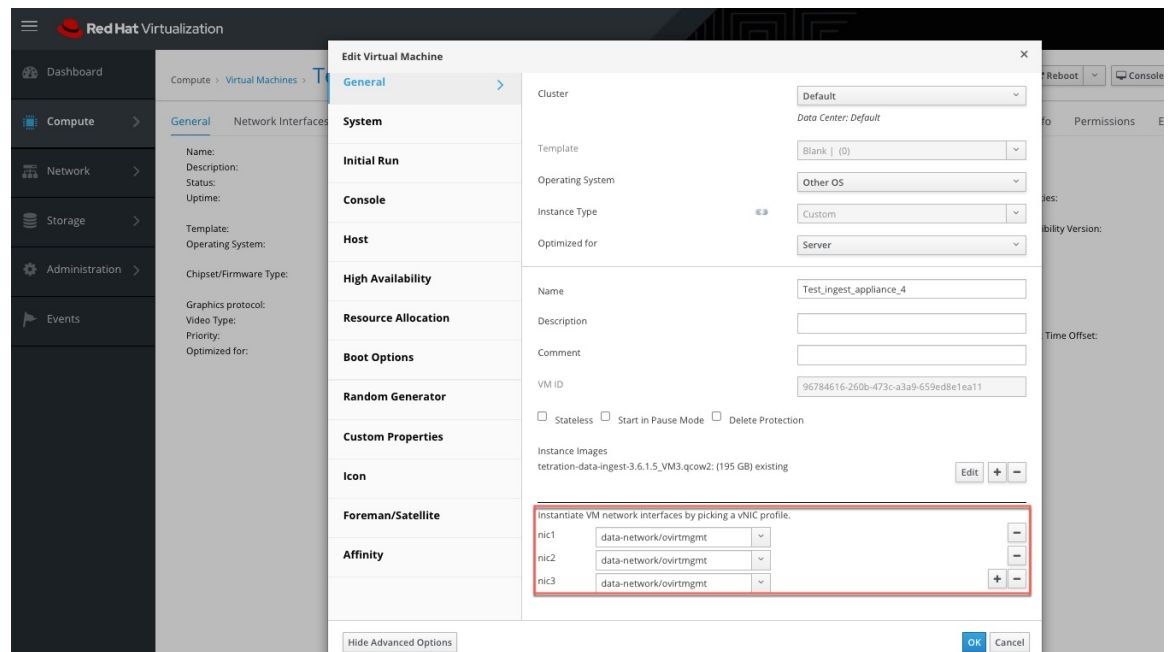 Red Hat Virtualization
Dashboard
Compute
Network
Storage
Administration
Events
Compute > Virtual Machines >
Reboot
Console
General Network Interfaces
Permissions
Name:
Description:
Status:
Uptime:
Template:
Operating System:
Chipset/Firmware Type:
Graphics protocol:
Video Type:
Priority:
Optimized for:
Edit Virtual Machine
General
System
Initial Run
Console
Host
High Availability
Resource Allocation
Boot Options
Random Generator
Custom Properties
Icon
Foreman/Satellite
Affinity
Cluster Default
Data Center: Default
Template Blank | (0)
Operating System Other OS
Instance Type Custom
Optimized for Server
Name Test_ingest_appliance_4
Description
Comment
VM ID 96784616-260b-473c-a3a9-659ed8e1ea11
Stateless Start in Pause Mode Delete Protection
Instance Images
tetration-data-ingest-3.6.1.5_VM3.qcow2: (195 GB) existing
Edit + −
Instantiate VM network interfaces by picking a vNIC profile.
nic1 data-network/ovirtmgmt −
nic2 data-network/ovirtmgmt −
nic3 data-network/ovirtmgmt + −
Hide Advanced Options
OK Cancel
Time Offset: